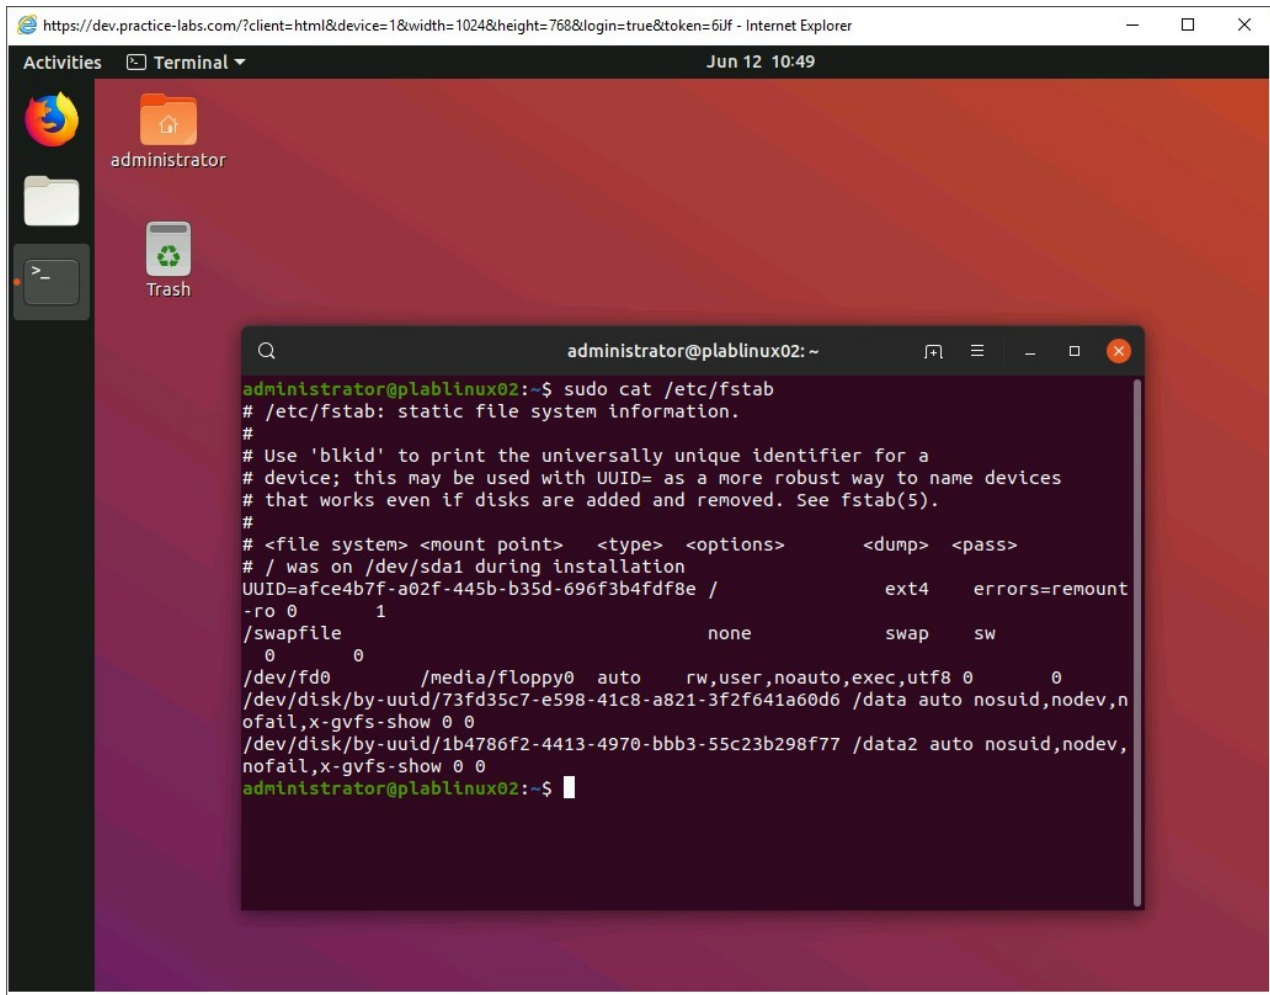 https://dev.practice-labs.com/?client=html&device=1&width=1024&height=768&login=true&token=6iJf - Internet Explorer
Activities Terminal Jun 12 10:49
administrator
Trash
administrator@plablinux02: ~
administrator@plablinux02:~$ sudo cat /etc/fstab
# /etc/fstab: static file system information.
#
# Use 'blkid' to print the universally unique identifier for a
# device; this may be used with UUID= as a more robust way to name devices
# that works even if disks are added and removed. See fstab(5).
#
# <file system> <mount point>   <type>  <options>       <dump>  <pass>
# / was on /dev/sda1 during installation
UUID=afce4b7f-a02f-445b-b35d-696f3b4fdf8e /               ext4    errors=remount
-ro 0       1
/swapfile                                 none            swap    sw
  0       0
/dev/fd0        /media/floppy0  auto    rw,user,noauto,exec,utf8 0       0
/dev/disk/by-uuid/73fd35c7-e598-41c8-a821-3f2f641a60d6 /data auto nosuid,nodev,n
ofail,x-gvfs-show 0 0
/dev/disk/by-uuid/1b4786f2-4413-4970-bbb3-55c23b298f77 /data2 auto nosuid,nodev,
nofail,x-gvfs-show 0 0
administrator@plablinux02:~$